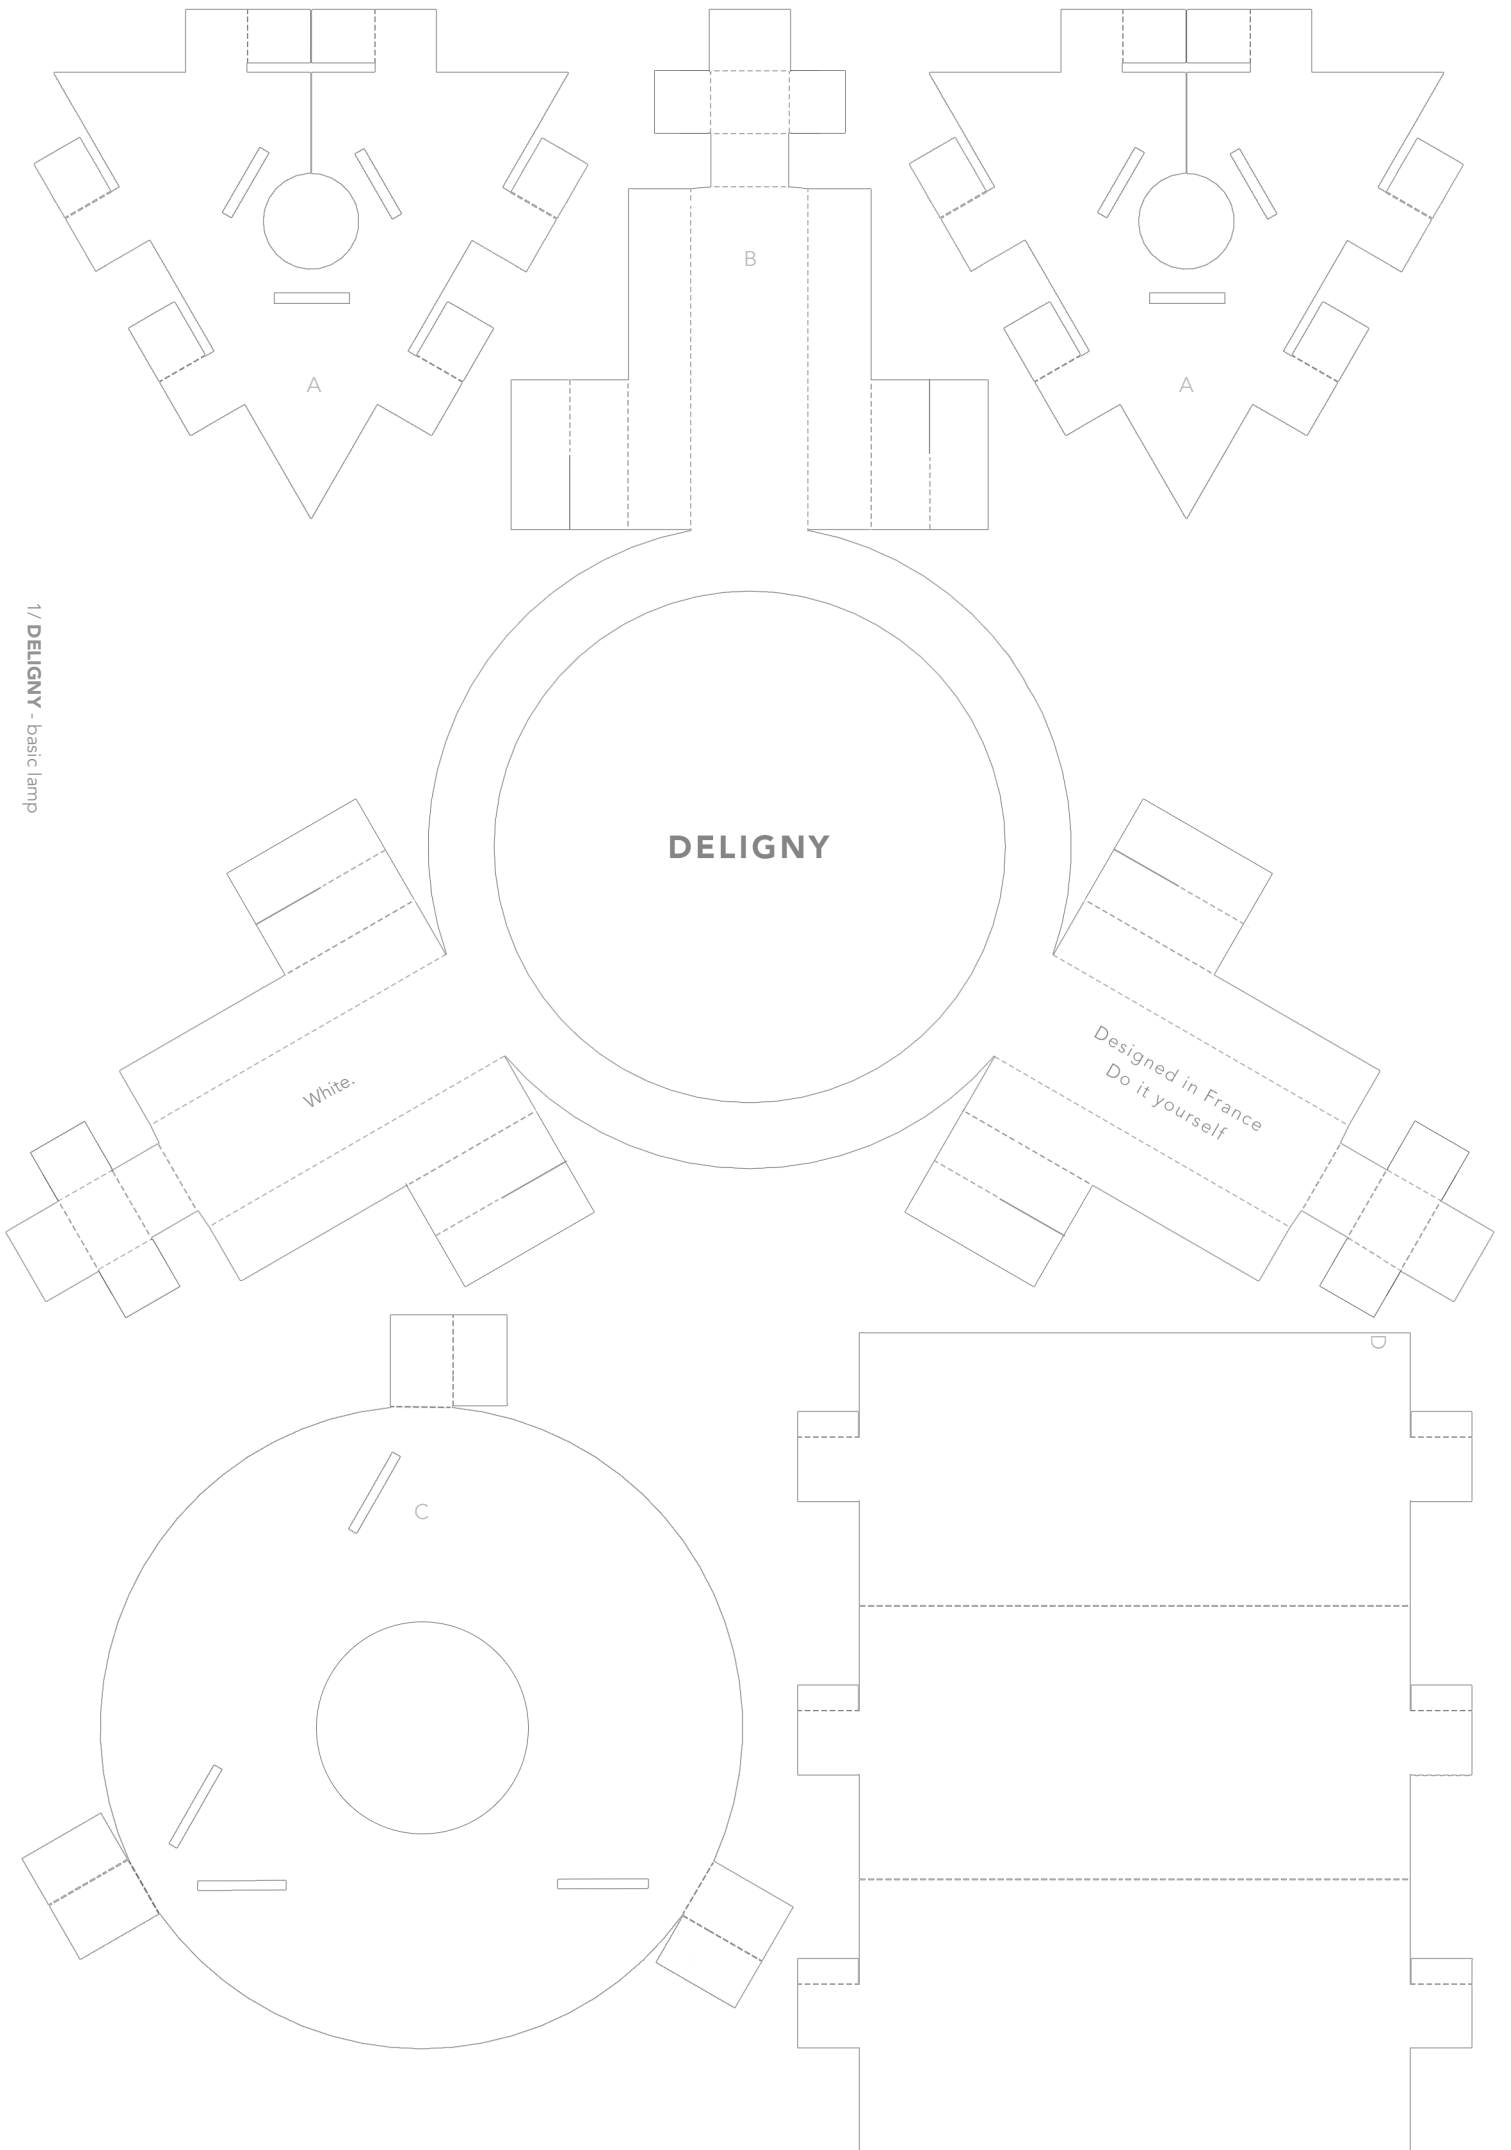 B
A
A
1/ DELIGNY - basic lamp
DELIGNY
Designed in France
Do it yourself
White.
D
C